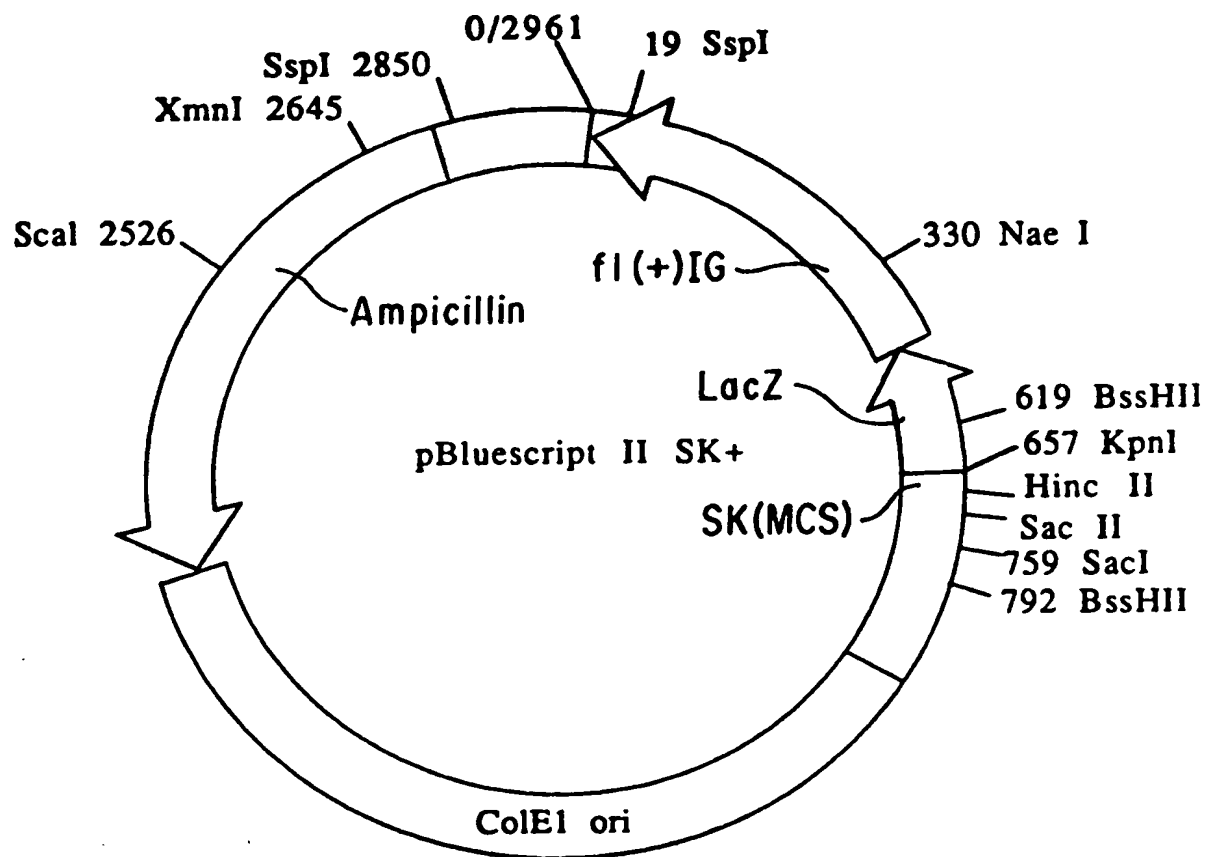 0/2961
19 SspI
SspI 2850
XmnI 2645
ScaI 2526
330 Nae I
f1(+)IG
Ampicillin
LacZ
619 BssHII
pBluescript II SK+
657 KpnI
Hinc II
SK(MCS)
Sac II
759 SacI
792 BssHII
ColE1 ori